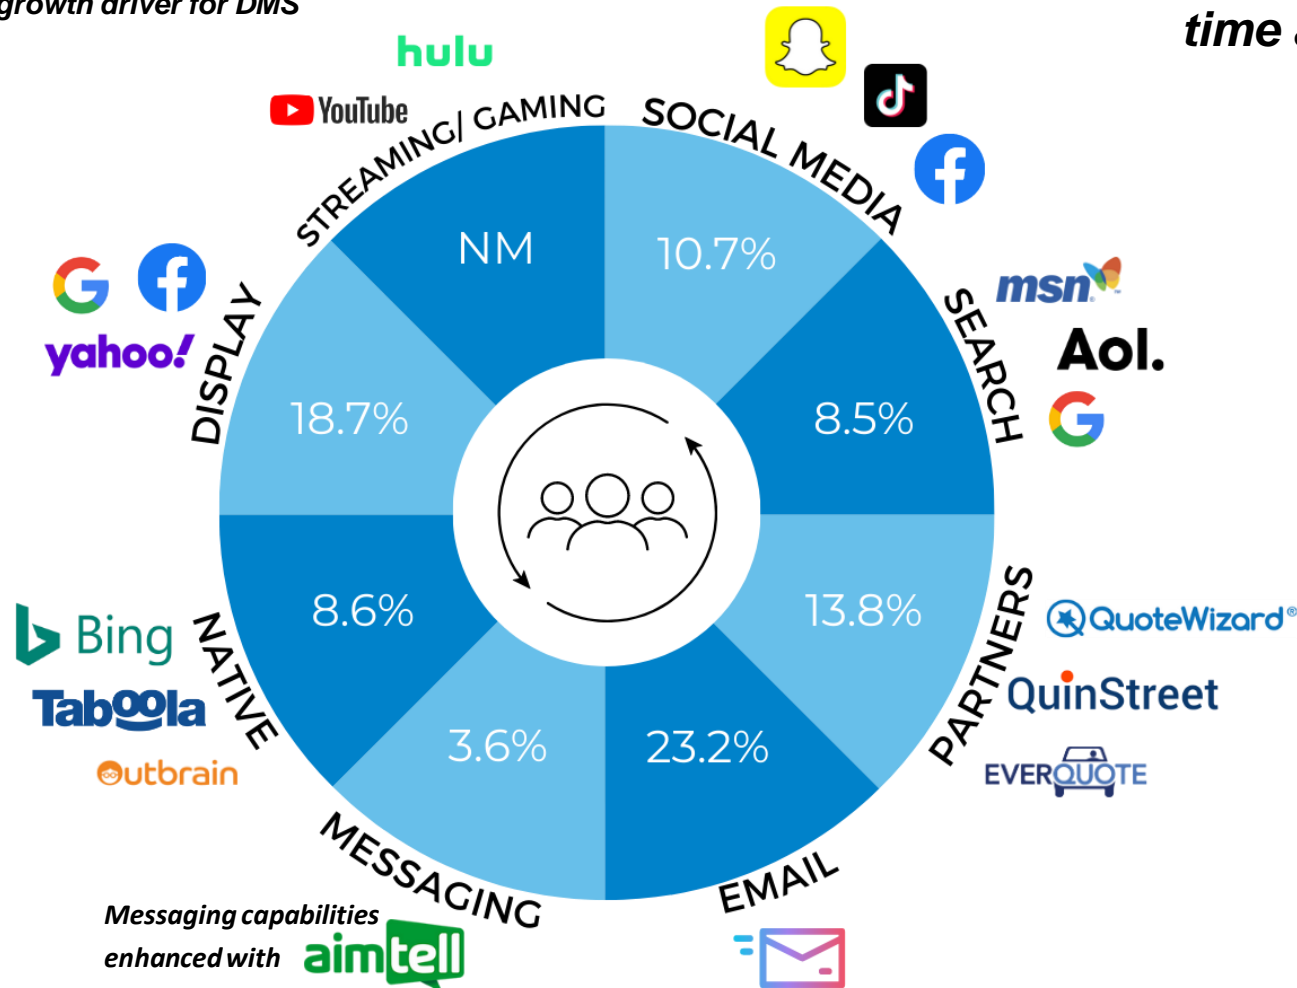 growth driver for DMS
time
hulu
YouTube
STREAMING/ GAMING
SOCIAL MEDIA
NM
10.7%
G
yahoo!
DISPLAY
18.7%
msn
Aol.
G
SEARCH
8.5%
Bing
Taboola
Outbrain
NATIVE
8.6%
13.8%
PARTNERS
QuoteWizard®
QuinStreet
EVERQUOTE
3.6%
23.2%
MESSAGING
EMAIL
Messaging capabilities
enhanced with aimtell